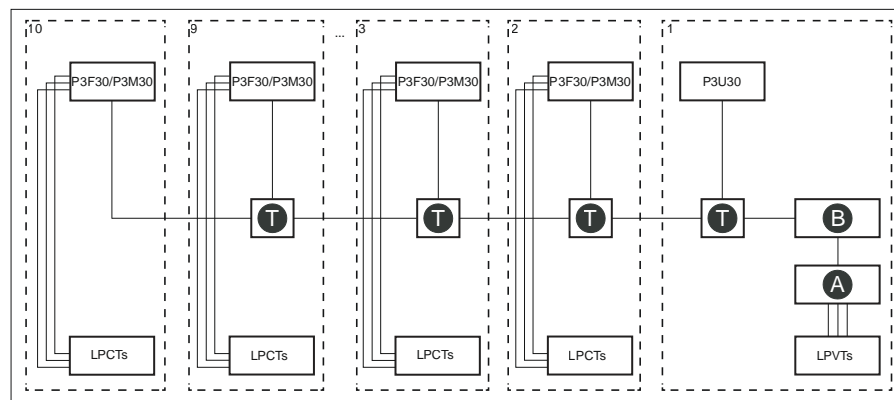 10
9
...
3
2
1
P3F30/P3M30
P3F30/P3M30
P3F30/P3M30
P3F30/P3M30
P3U30
T
T
T
T
B
A
LPCTs
LPCTs
LPCTs
LPCTs
LPVTs